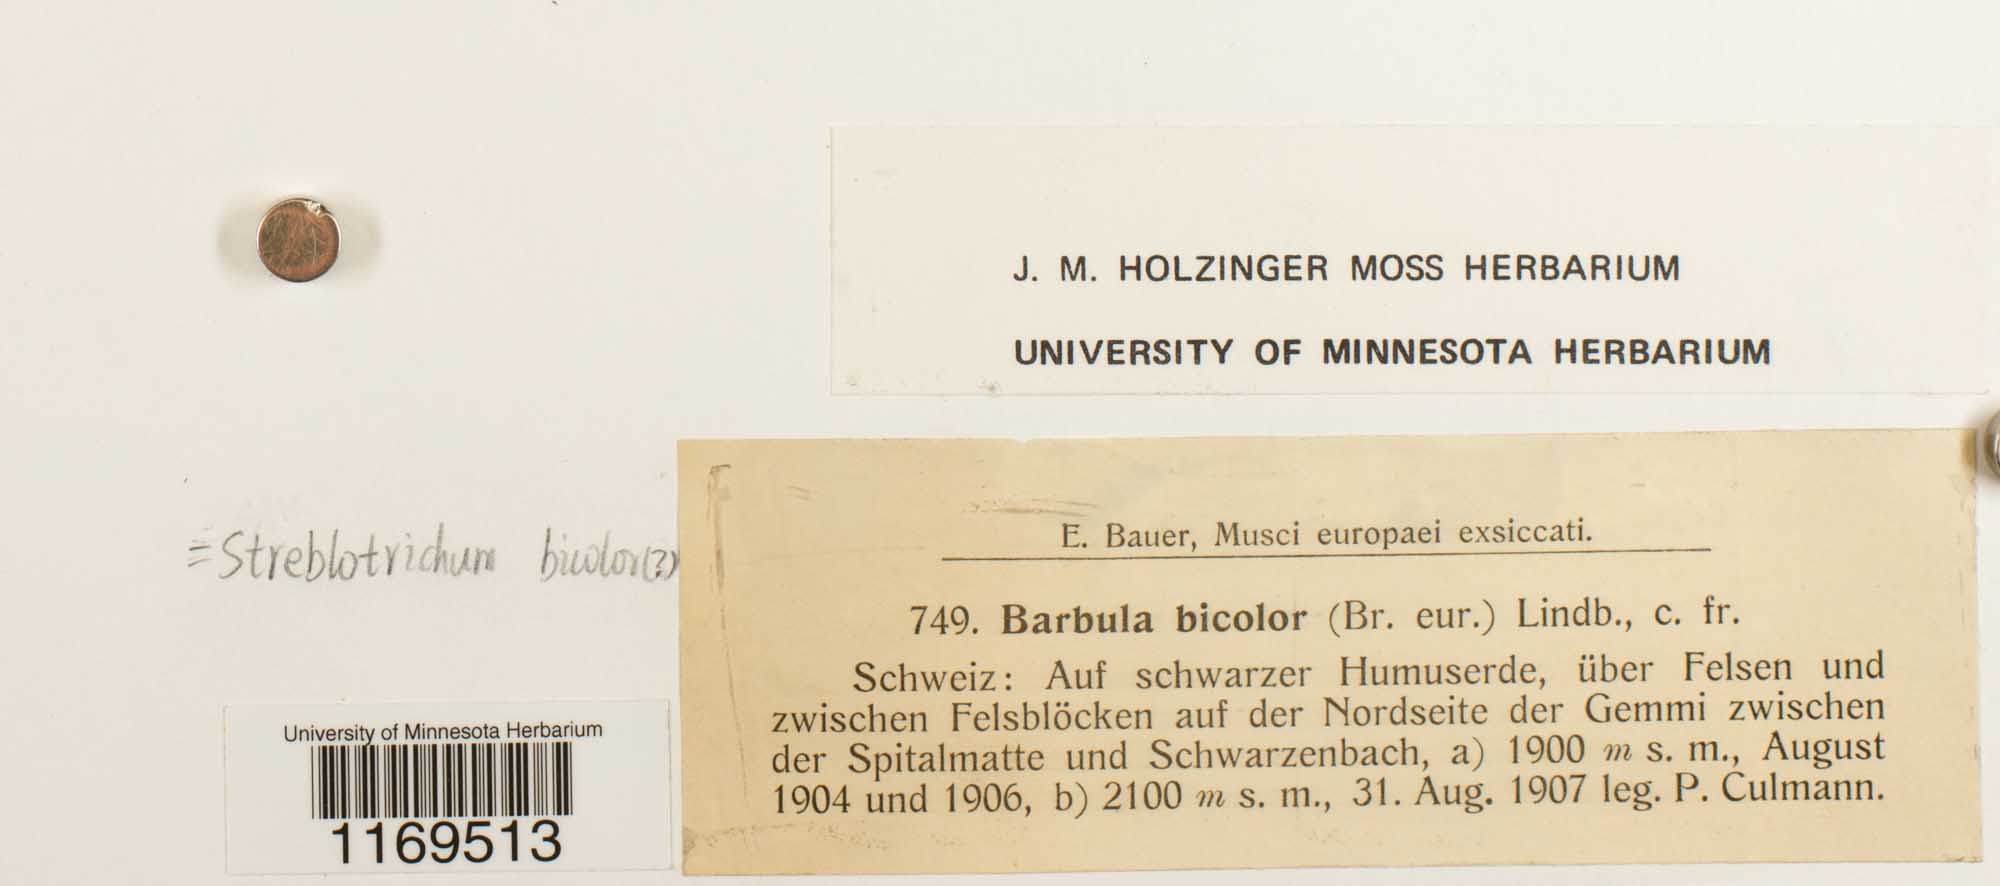 J. M. HOLZINGER MOSS HERBARIUM
UNIVERSITY OF MINNESOTA HERBARIUM
=Streblotrichum bicolor(?)
E. Bauer, Musci europaei exsiccati.
749. Barbula bicolor (Br. eur.) Lindb., c. fr.
Schweiz: Auf schwarzer Humuserde, über Felsen und
zwischen Felsblöcken auf der Nordseite der Gemmi zwischen
der Spitalmatte und Schwarzenbach, a) 1900 m s. m., August
1904 und 1906, b) 2100 m s. m., 31. Aug. 1907 leg. P. Culmann.
University of Minnesota Herbarium
1169513